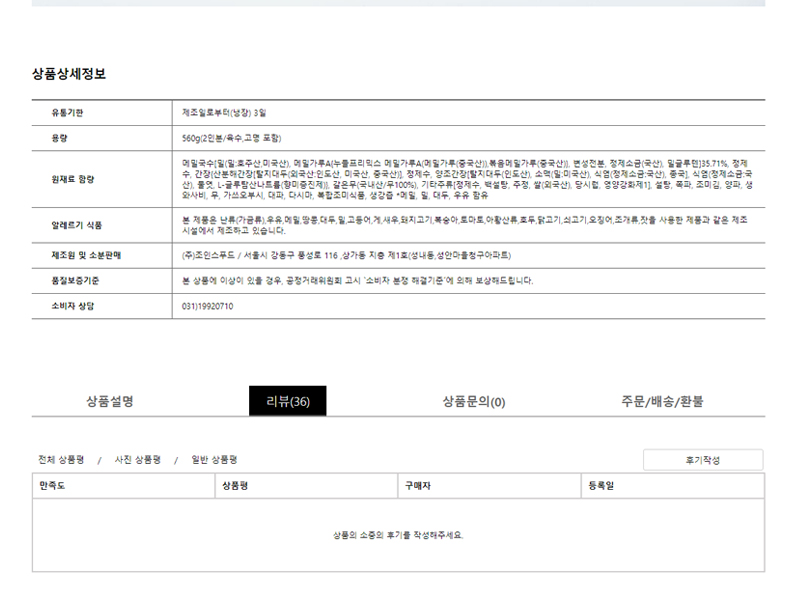 상품상세정보
유통기한
제조일로부터(냉장) 3일
용량
560g(2인분/육수,고명 포함)
원재료 함량
메밀국수[밀(밀:호주산,미국산), 메밀가루A[누들프리믹스 메밀가루A(메밀가루(중국산)),볶음메밀가루(중국산)], 변성전분, 정제소금(국산), 밀글루텐]35.71%, 정제
수, 간장[산분해간장[탈지대두(외국산:인도산, 미국산, 중국산)], 정제수, 양조간장[탈지대두(인도산), 소맥(밀:미국산), 식염(정제소금:국산), 중국], 식염(정제소금:국
산), 물엿, L-글루탐산나트륨(향미증진제)], 갈은무(국내산/무100%), 기타주류[정제수, 백설탕, 주정, 쌀(외국산), 당시럽, 영양강화제1], 설탕, 쪽파, 조미김, 양파, 생
와사비, 무, 가쓰오부시, 대파, 다시마, 복합조미식품, 생강즙 *메밀, 밀, 대두, 우유 함유
알레르기 식품
본 제품은 난류(가금류),우유,메밀,땅콩,대두,밀,고등어,게,새우,돼지고기,복숭아,토마토,아황산류,호두,닭고기,쇠고기,오징어,조개류,잣을 사용한 제품과 같은 제조
시설에서 제조하고 있습니다.
제조원 및 소분판매
(주)조인스푸드 / 서울시 강동구 풍성로 116 ,상가동 지층 제1호(성내동,성안마을청구아파트)
품질보증기준
본 상품에 이상이 있을 경우, 공정거래위원회 고시 '소비자 분쟁 해결기준'에 의해 보상해드립니다.
소비자 상담
031)19920710
상품설명
리뷰(36)
상품문의(0)
주문/배송/환불
전체 상품평 / 사진 상품평 / 일반 상품평
후기작성
만족도
상품평
구매자
등록일
상품의 소중의 후기를 작성해주세요.